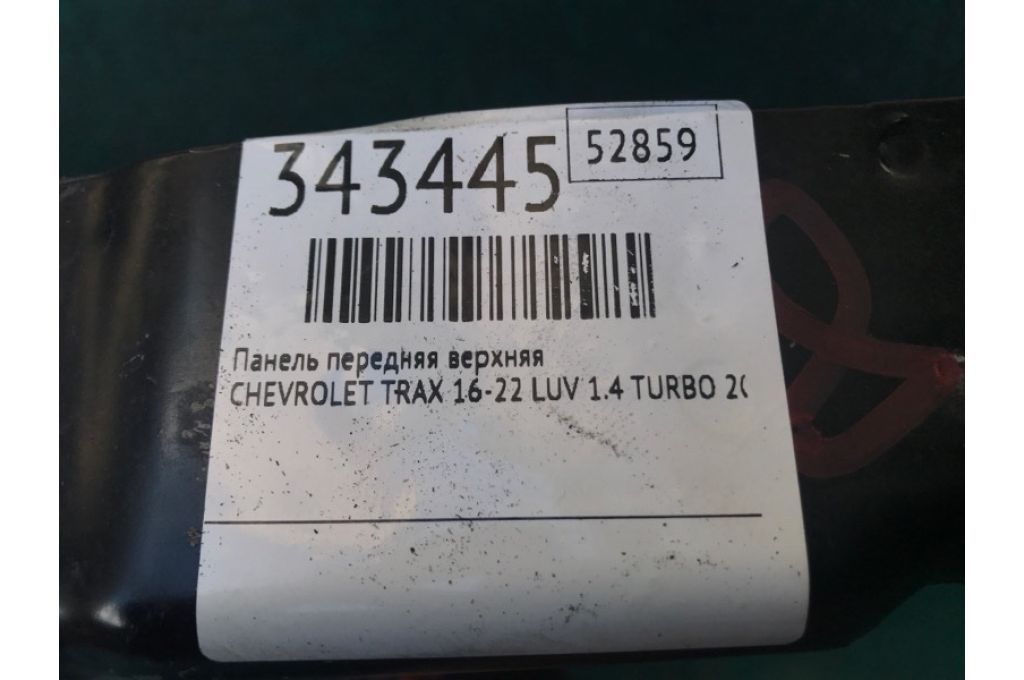 343445
52859
Панель передняя верхняя
CHEVROLET TRAX 16-22 LUV 1.4 TURBO